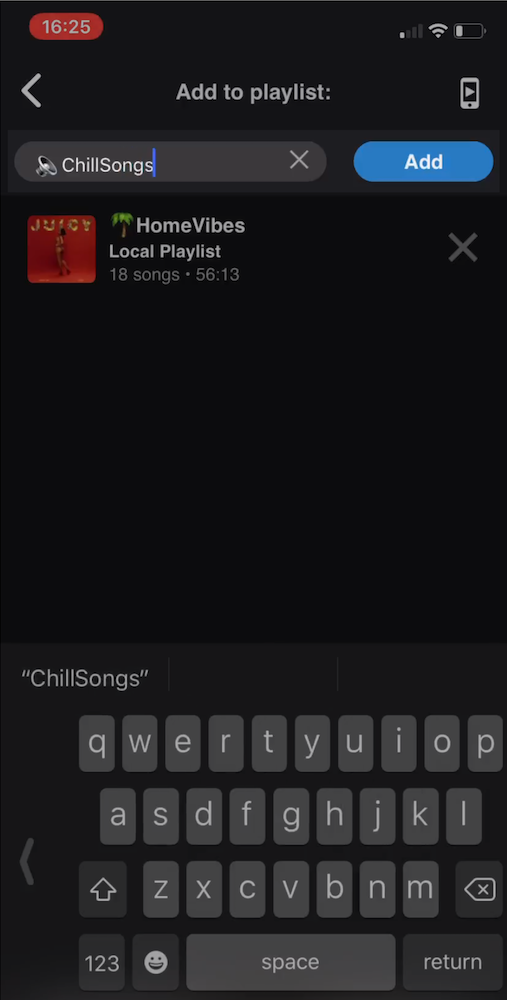 16:25
Add to playlist:
🔈ChillSongs
Add
JUICY
🌴HomeVibes
Local Playlist
18 songs • 56:13
“ChillSongs”
q w e r t y u i o p
a s d f g h j k l
z x c v b n m
123 space return